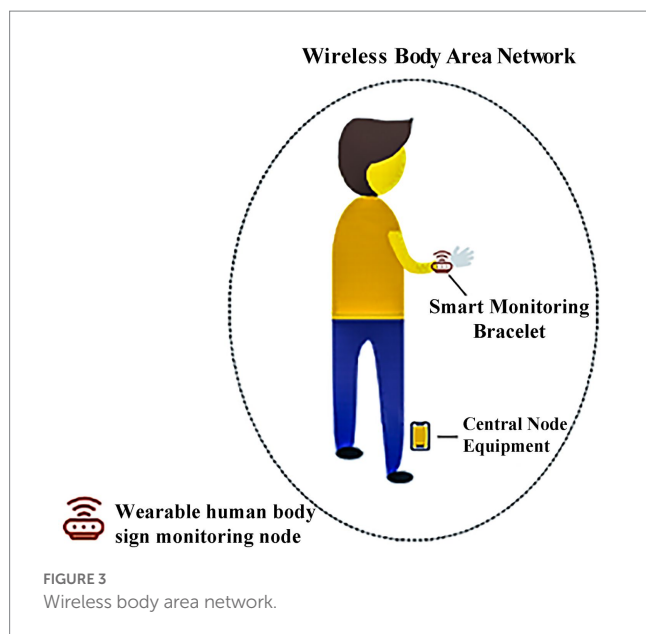 Wireless Body Area Network
Smart Monitoring
Bracelet
Central Node
Equipment
Wearable human body
sign monitoring node
FIGURE 3
Wireless body area network.